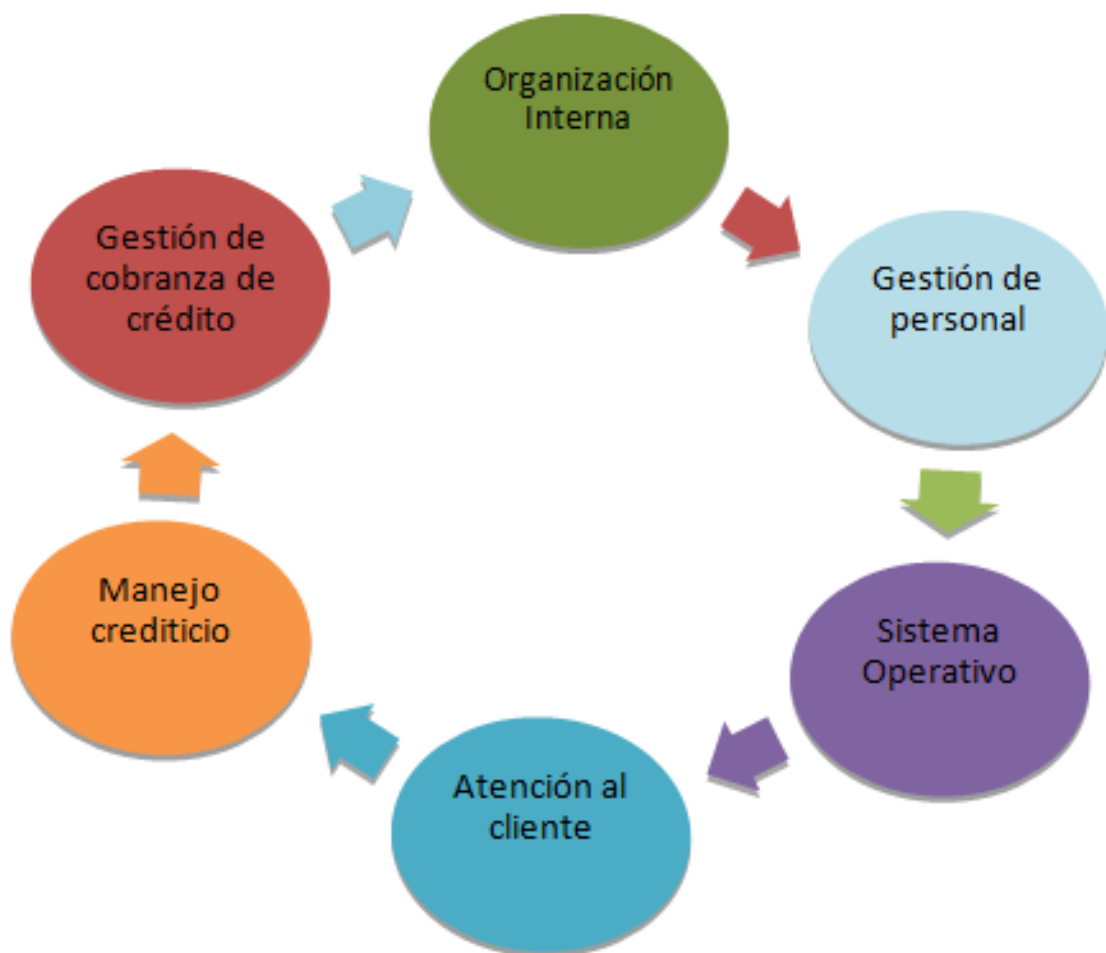 Organización
Interna
Gestión de
personal
Sistema
Operativo
Atención al
cliente
Manejo
crediticio
Gestión de
cobranza de
crédito